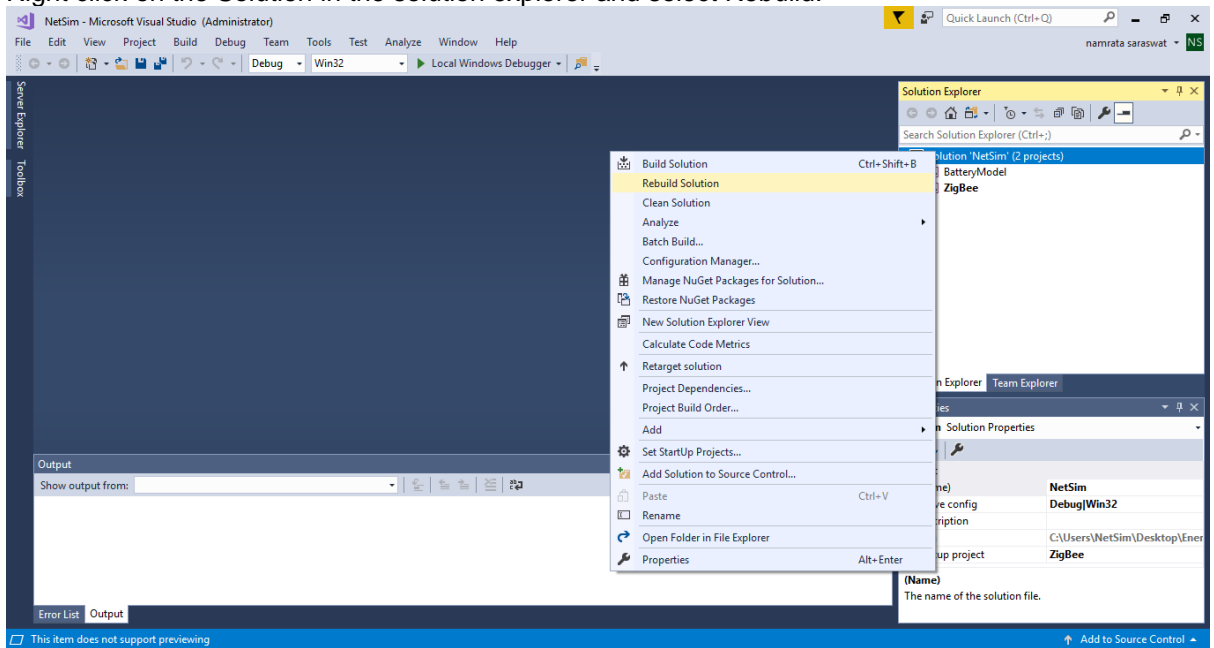 Right click on the Solution in the solution explorer and select Rebuild.
NetSim - Microsoft Visual Studio (Administrator)
Quick Launch (Ctrl+Q)
File Edit View Project Build Debug Team Tools Test Analyze Window Help
namrata saraswat NS
Debug Win32 Local Windows Debugger
Server Explorer
Toolbox
Solution Explorer
Search Solution Explorer (Ctrl+;)
'NetSim' (2 projects)
BatteryModel
ZigBee
Build Solution Ctrl+Shift+B
Rebuild Solution
Clean Solution
Analyze
Batch Build...
Configuration Manager...
Manage NuGet Packages for Solution...
Restore NuGet Packages
New Solution Explorer View
Calculate Code Metrics
Retarget solution
Project Dependencies...
Project Build Order...
Add
Set StartUp Projects...
Add Solution to Source Control...
Paste Ctrl+V
Rename
Open Folder in File Explorer
Properties Alt+Enter
Explorer Team Explorer
Solution Properties
NetSim
config Debug|Win32
C:\Users\NetSim\Desktop\Ener
project ZigBee
(Name)
The name of the solution file.
Output
Show output from:
Error List Output
This item does not support previewing
Add to Source Control